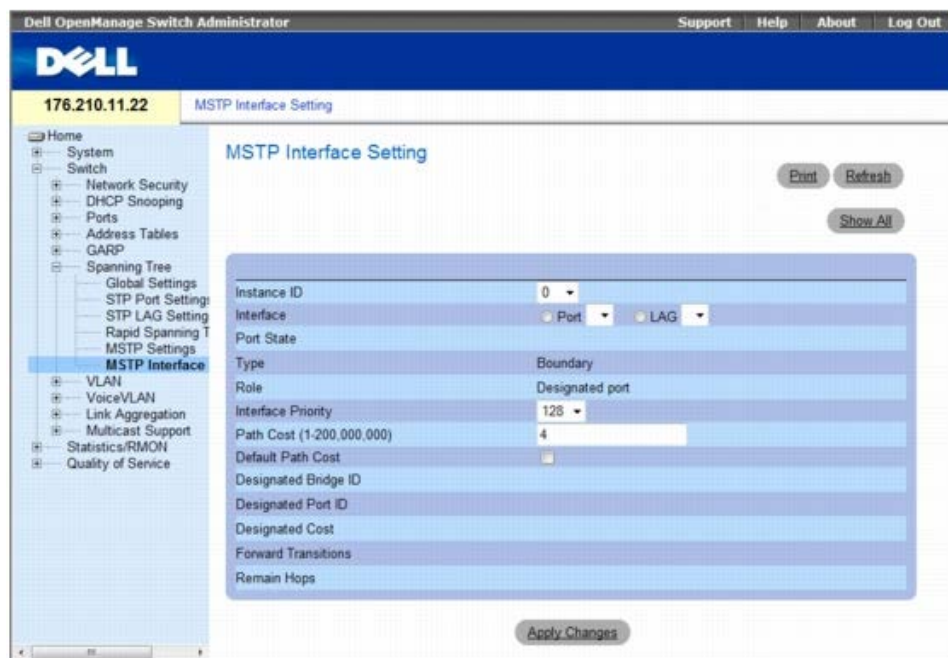 Dell OpenManage Switch Administrator
Support Help About Log Out
DELL
176.210.11.22
MSTP Interface Setting
Home
System
Switch
Network Security
DHCP Snooping
Ports
Address Tables
GARP
Spanning Tree
Global Settings
STP Port Settings
STP LAG Setting
Rapid Spanning T
MSTP Settings
MSTP Interface
VLAN
VoiceVLAN
Link Aggregation
Multicast Support
Statistics/RMON
Quality of Service
MSTP Interface Setting
Print Refresh
Show All
Instance ID 0
Interface Port LAG
Port State
Type Boundary
Role Designated port
Interface Priority 128
Path Cost (1-200,000,000) 4
Default Path Cost
Designated Bridge ID
Designated Port ID
Designated Cost
Forward Transitions
Remain Hops
Apply Changes